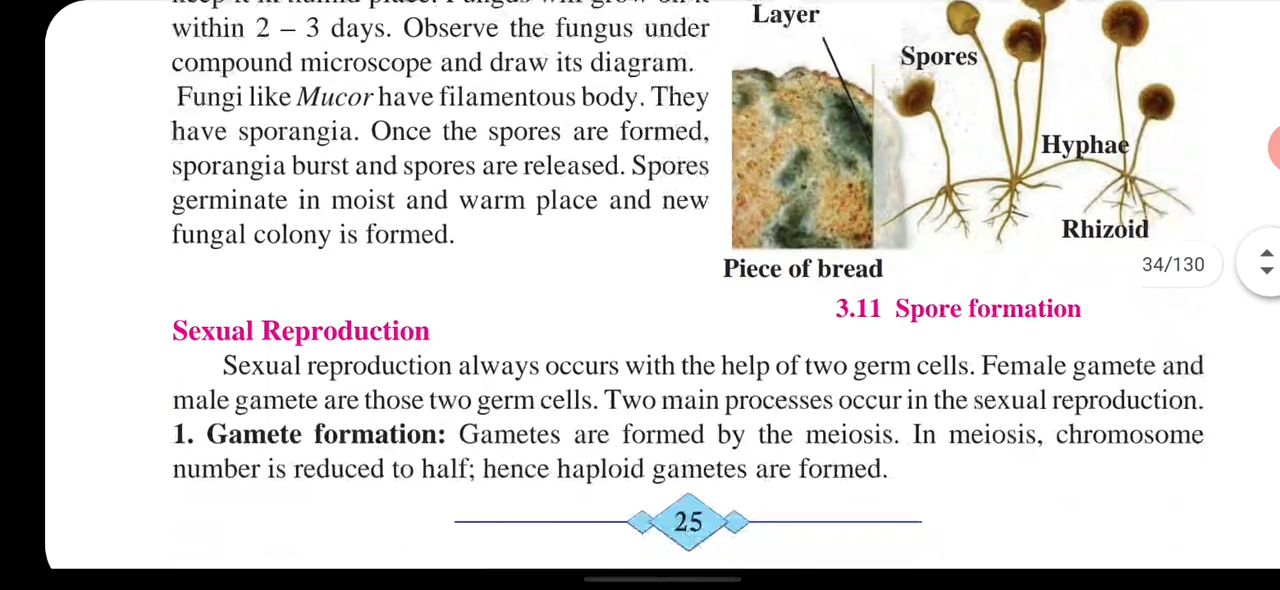 within 2 – 3 days. Observe the fungus under
compound microscope and draw its diagram.
Fungi like Mucor have filamentous body. They
have sporangia. Once the spores are formed,
sporangia burst and spores are released. Spores
germinate in moist and warm place and new
fungal colony is formed.
Layer
Spores
Hyphae
Rhizoid
Piece of bread
34/130
3.11 Spore formation
Sexual Reproduction
Sexual reproduction always occurs with the help of two germ cells. Female gamete and
male gamete are those two germ cells. Two main processes occur in the sexual reproduction.
1. Gamete formation: Gametes are formed by the meiosis. In meiosis, chromosome
number is reduced to half; hence haploid gametes are formed.
25